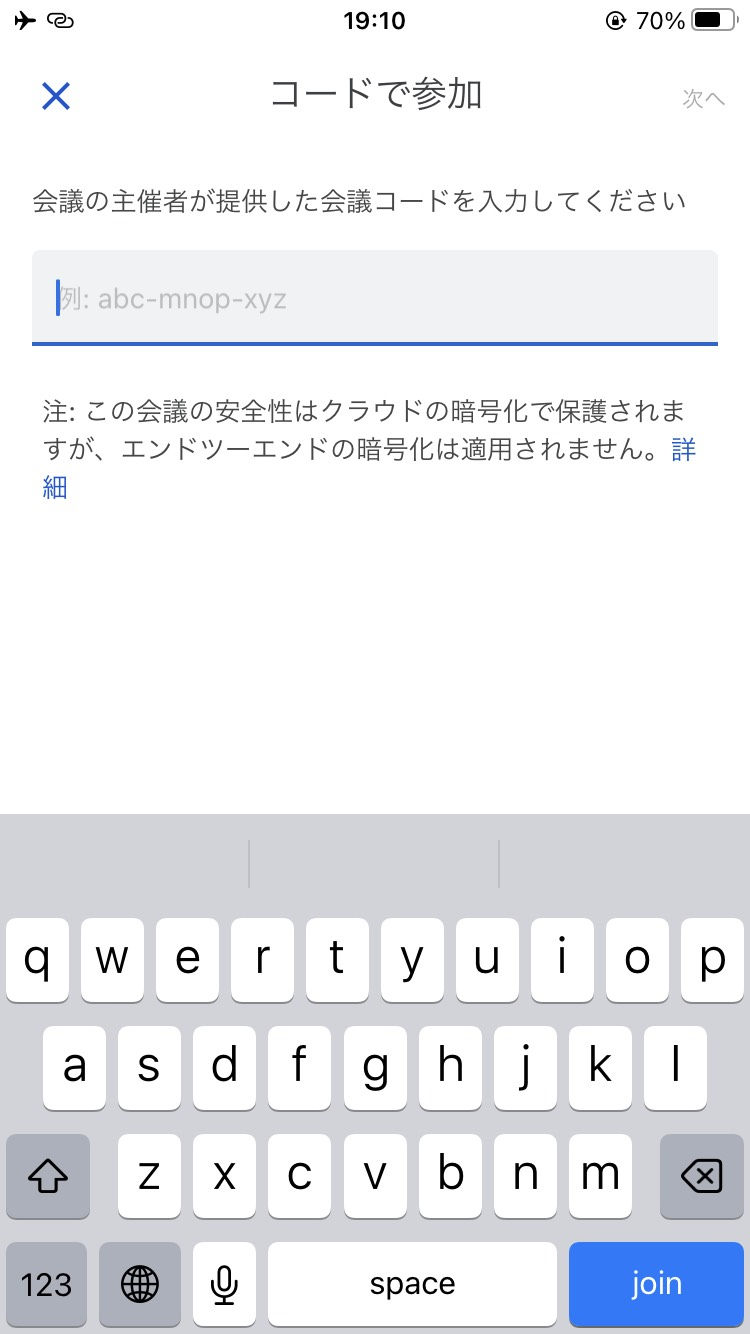 19:10
70%
コードで参加
次へ
会議の主催者が提供した会議コードを入力してください
例: abc-mnop-xyz
注: この会議の安全性はクラウドの暗号化で保護されま
すが、エンドツーエンドの暗号化は適用されません。詳
細
q w e r t y u i o p
a s d f g h j k l
z x c v b n m
123 space join